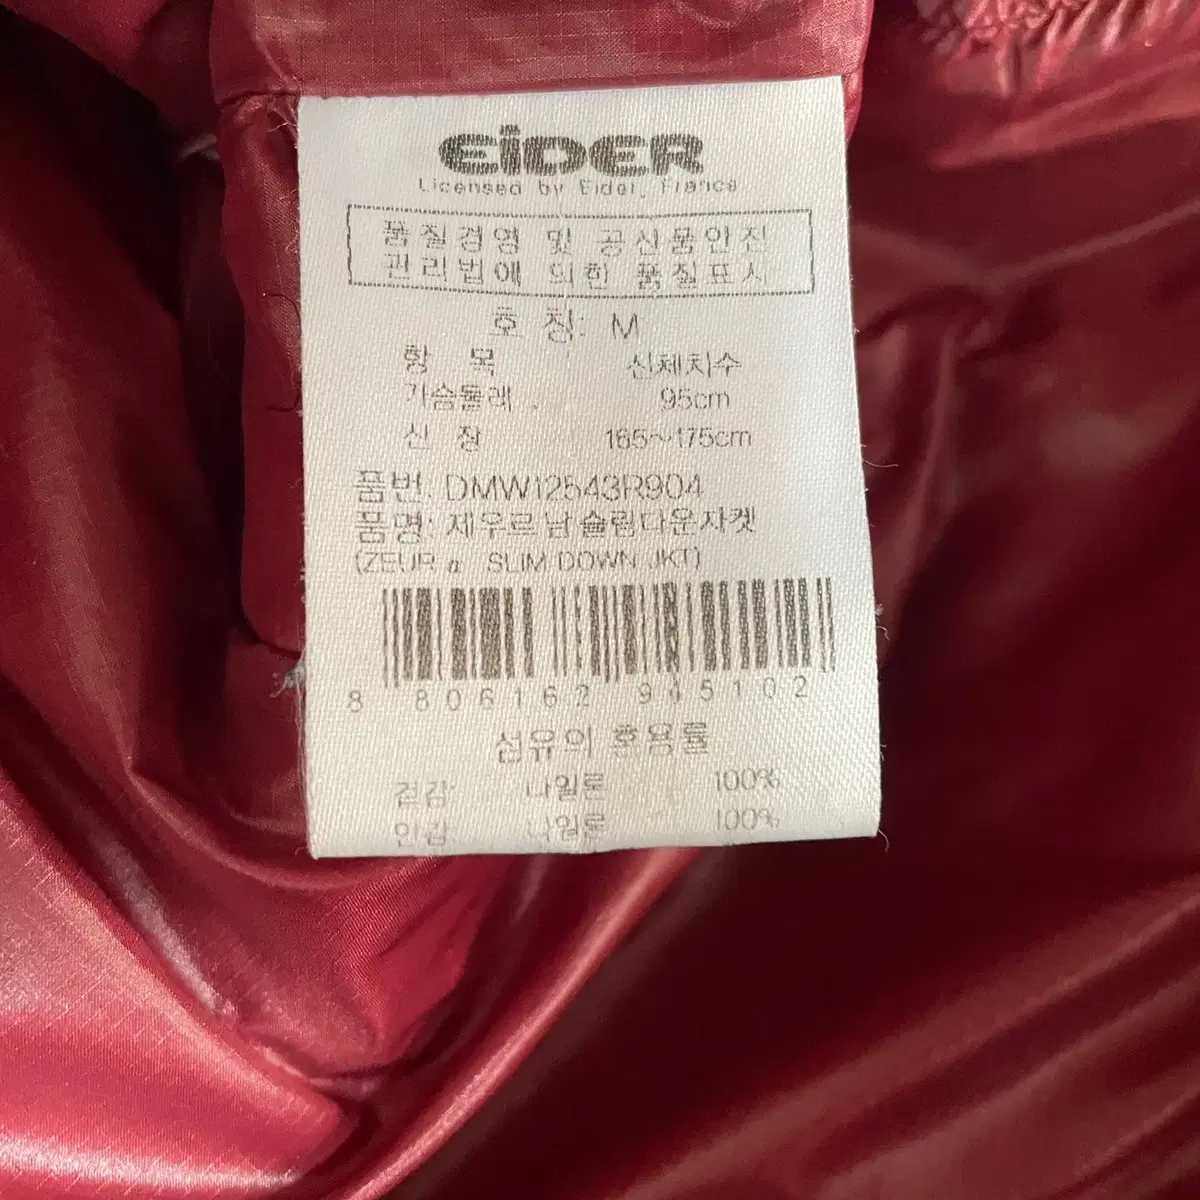 EiDER
Licensed by Eider, France
품질경영 및 공산품안전
관리법에 의한 품질표시
호 칭: M
항 목 신체치수
가슴둘레 95cm
신 장 165~175cm
품번: DMW12543R904
품명: 제우르 남 슬림다운자켓
(ZEUR α SLIM DOWN JKT)
8 806162 945102
섬유의 혼용률
겉감 나일론 100%
안감 나일론 100%